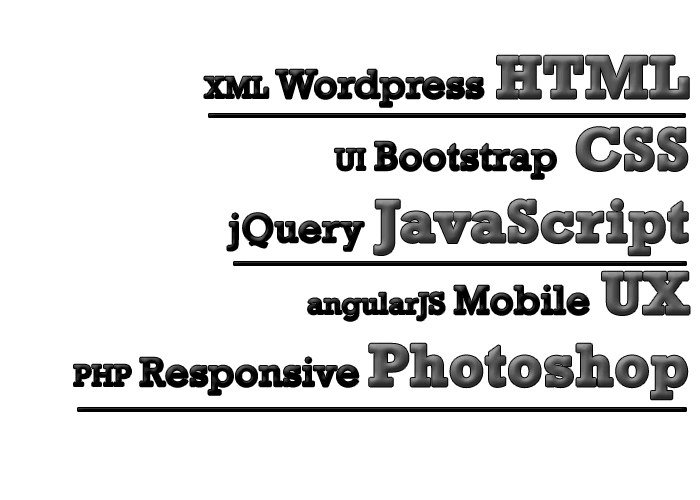 XML Wordpress HTML
UI Bootstrap CSS
jQuery JavaScript
angularJS Mobile UX
PHP Responsive Photoshop